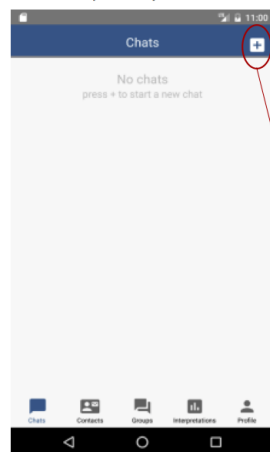 11:00
Chats
No chats
press + to start a new chat
Chats Contacts Groups Interpretations Profile